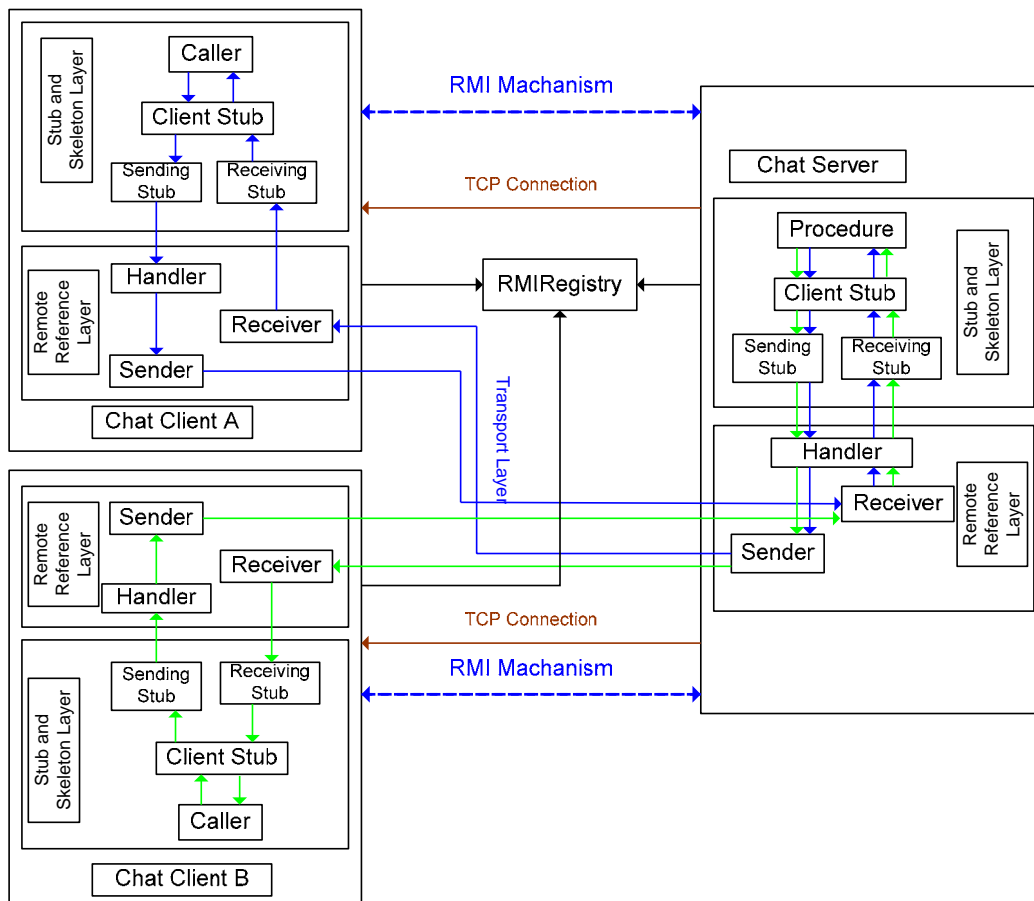 Caller
Stub and
Skeleton Layer
Client Stub
Sending
Stub
Receiving
Stub
Handler
Remote
Reference
Layer
Receiver
Sender
Chat Client A
RMI Machanism
TCP Connection
RMIRegistry
Transport Layer
Chat Server
Procedure
Client Stub
Stub and
Skeleton Layer
Sending
Stub
Receiving
Stub
Handler
Receiver
Remote
Reference
Layer
Sender
Sender
Remote
Reference
Layer
Receiver
Handler
TCP Connection
RMI Machanism
Sending
Stub
Receiving
Stub
Stub and
Skeleton Layer
Client Stub
Caller
Chat Client B